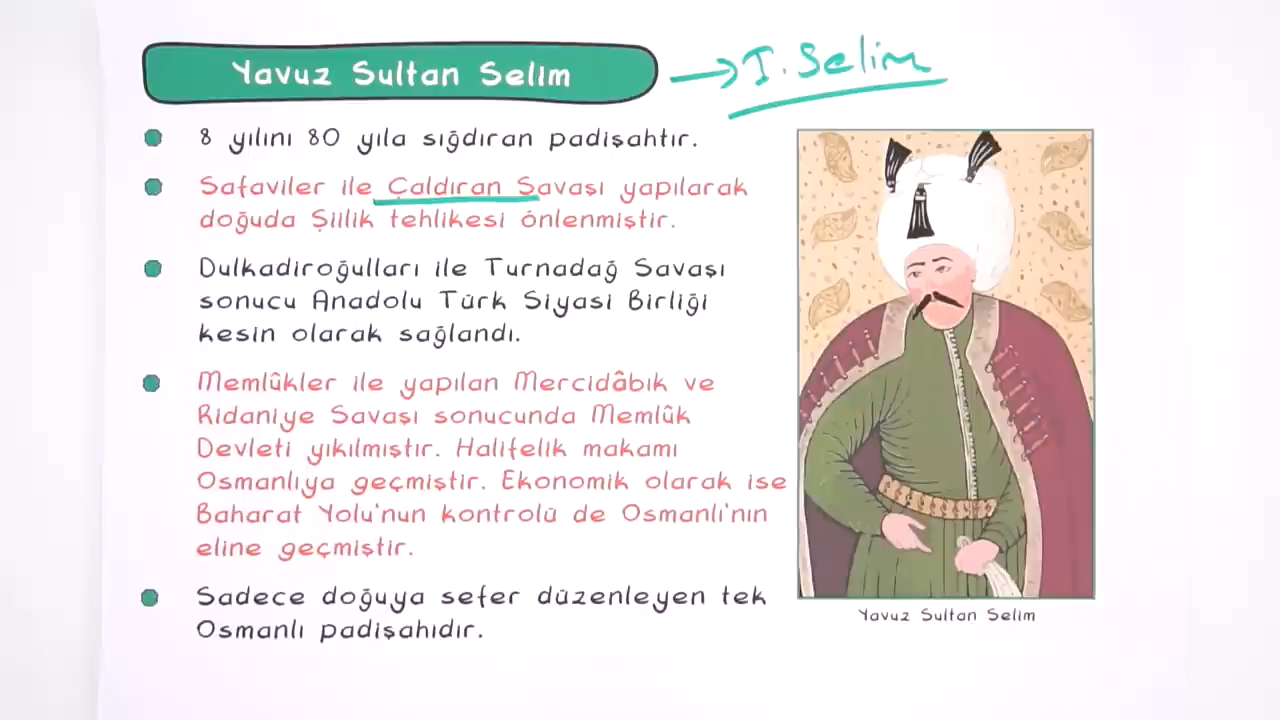 Yavuz Sultan Selim
→ I. Selim
8 yılını 80 yıla sığdıran padişahtır.
Safaviler ile Çaldıran Savaşı yapılarak
doğuda Şiilik tehlikesi önlenmiştir.
Dulkadiroğulları ile Turnadağ Savaşı
sonucu Anadolu Türk Siyasi Birliği
kesin olarak sağlandı.
Memlûkler ile yapılan Mercidâbık ve
Ridaniye Savaşı sonucunda Memlûk
Devleti yıkılmıştır. Halifelik makamı
Osmanlıya geçmiştir. Ekonomik olarak ise
Baharat Yolu'nun kontrolü de Osmanlı'nın
eline geçmiştir.
Sadece doğuya sefer düzenleyen tek
Osmanlı padişahıdır.
Yavuz Sultan Selim